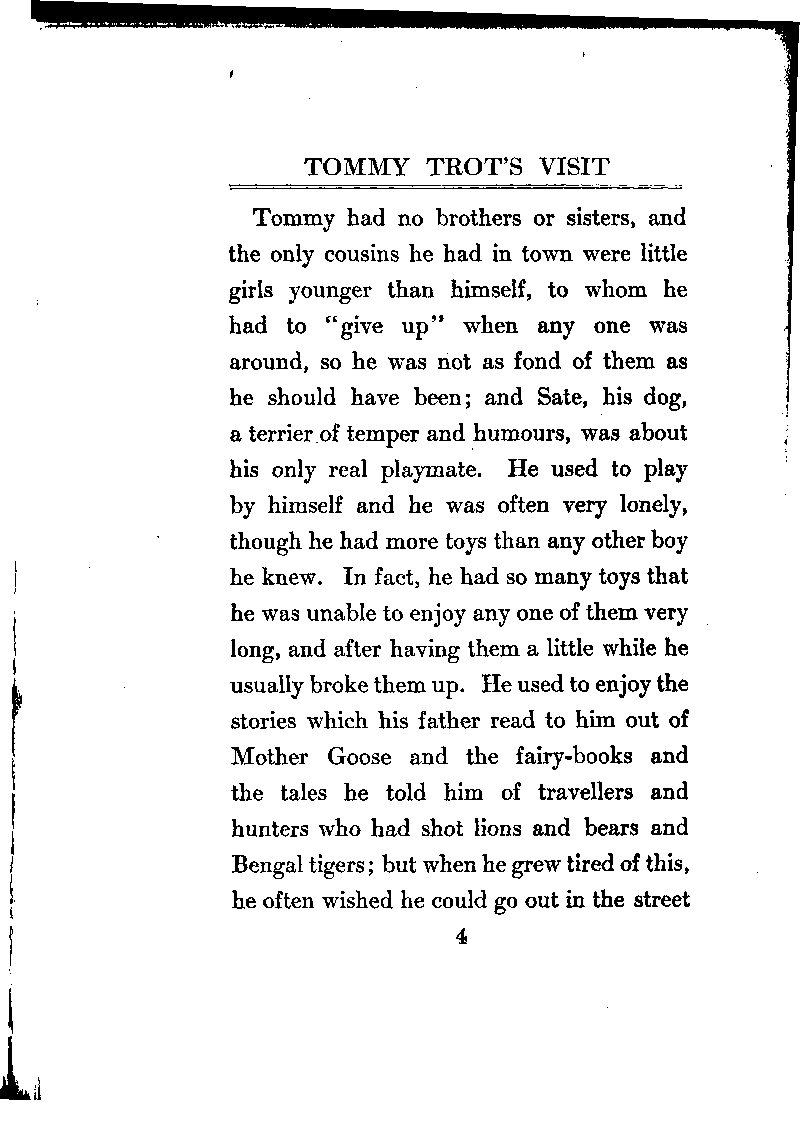 TOMMY TROT'S VISIT
Tommy had no brothers or sisters, and
the only cousins he had in town were little
girls younger than himself, to whom he
had to “give up” when any one was
around, so he was not as fond of them as
he should have been; and Sate, his dog,
a terrier of temper and humours, was about
his only real playmate. He used to play
by himself and he was often very lonely,
though he had more toys than any other boy
he knew. In fact, he had so many toys that
he was unable to enjoy any one of them very
long, and after having them a little while he
usually broke them up. He used to enjoy the
stories which his father read to him out of
Mother Goose and the fairy-books and
the tales he told him of travellers and
hunters who had shot lions and bears and
Bengal tigers; but when he grew tired of this,
he often wished he could go out in the street
4